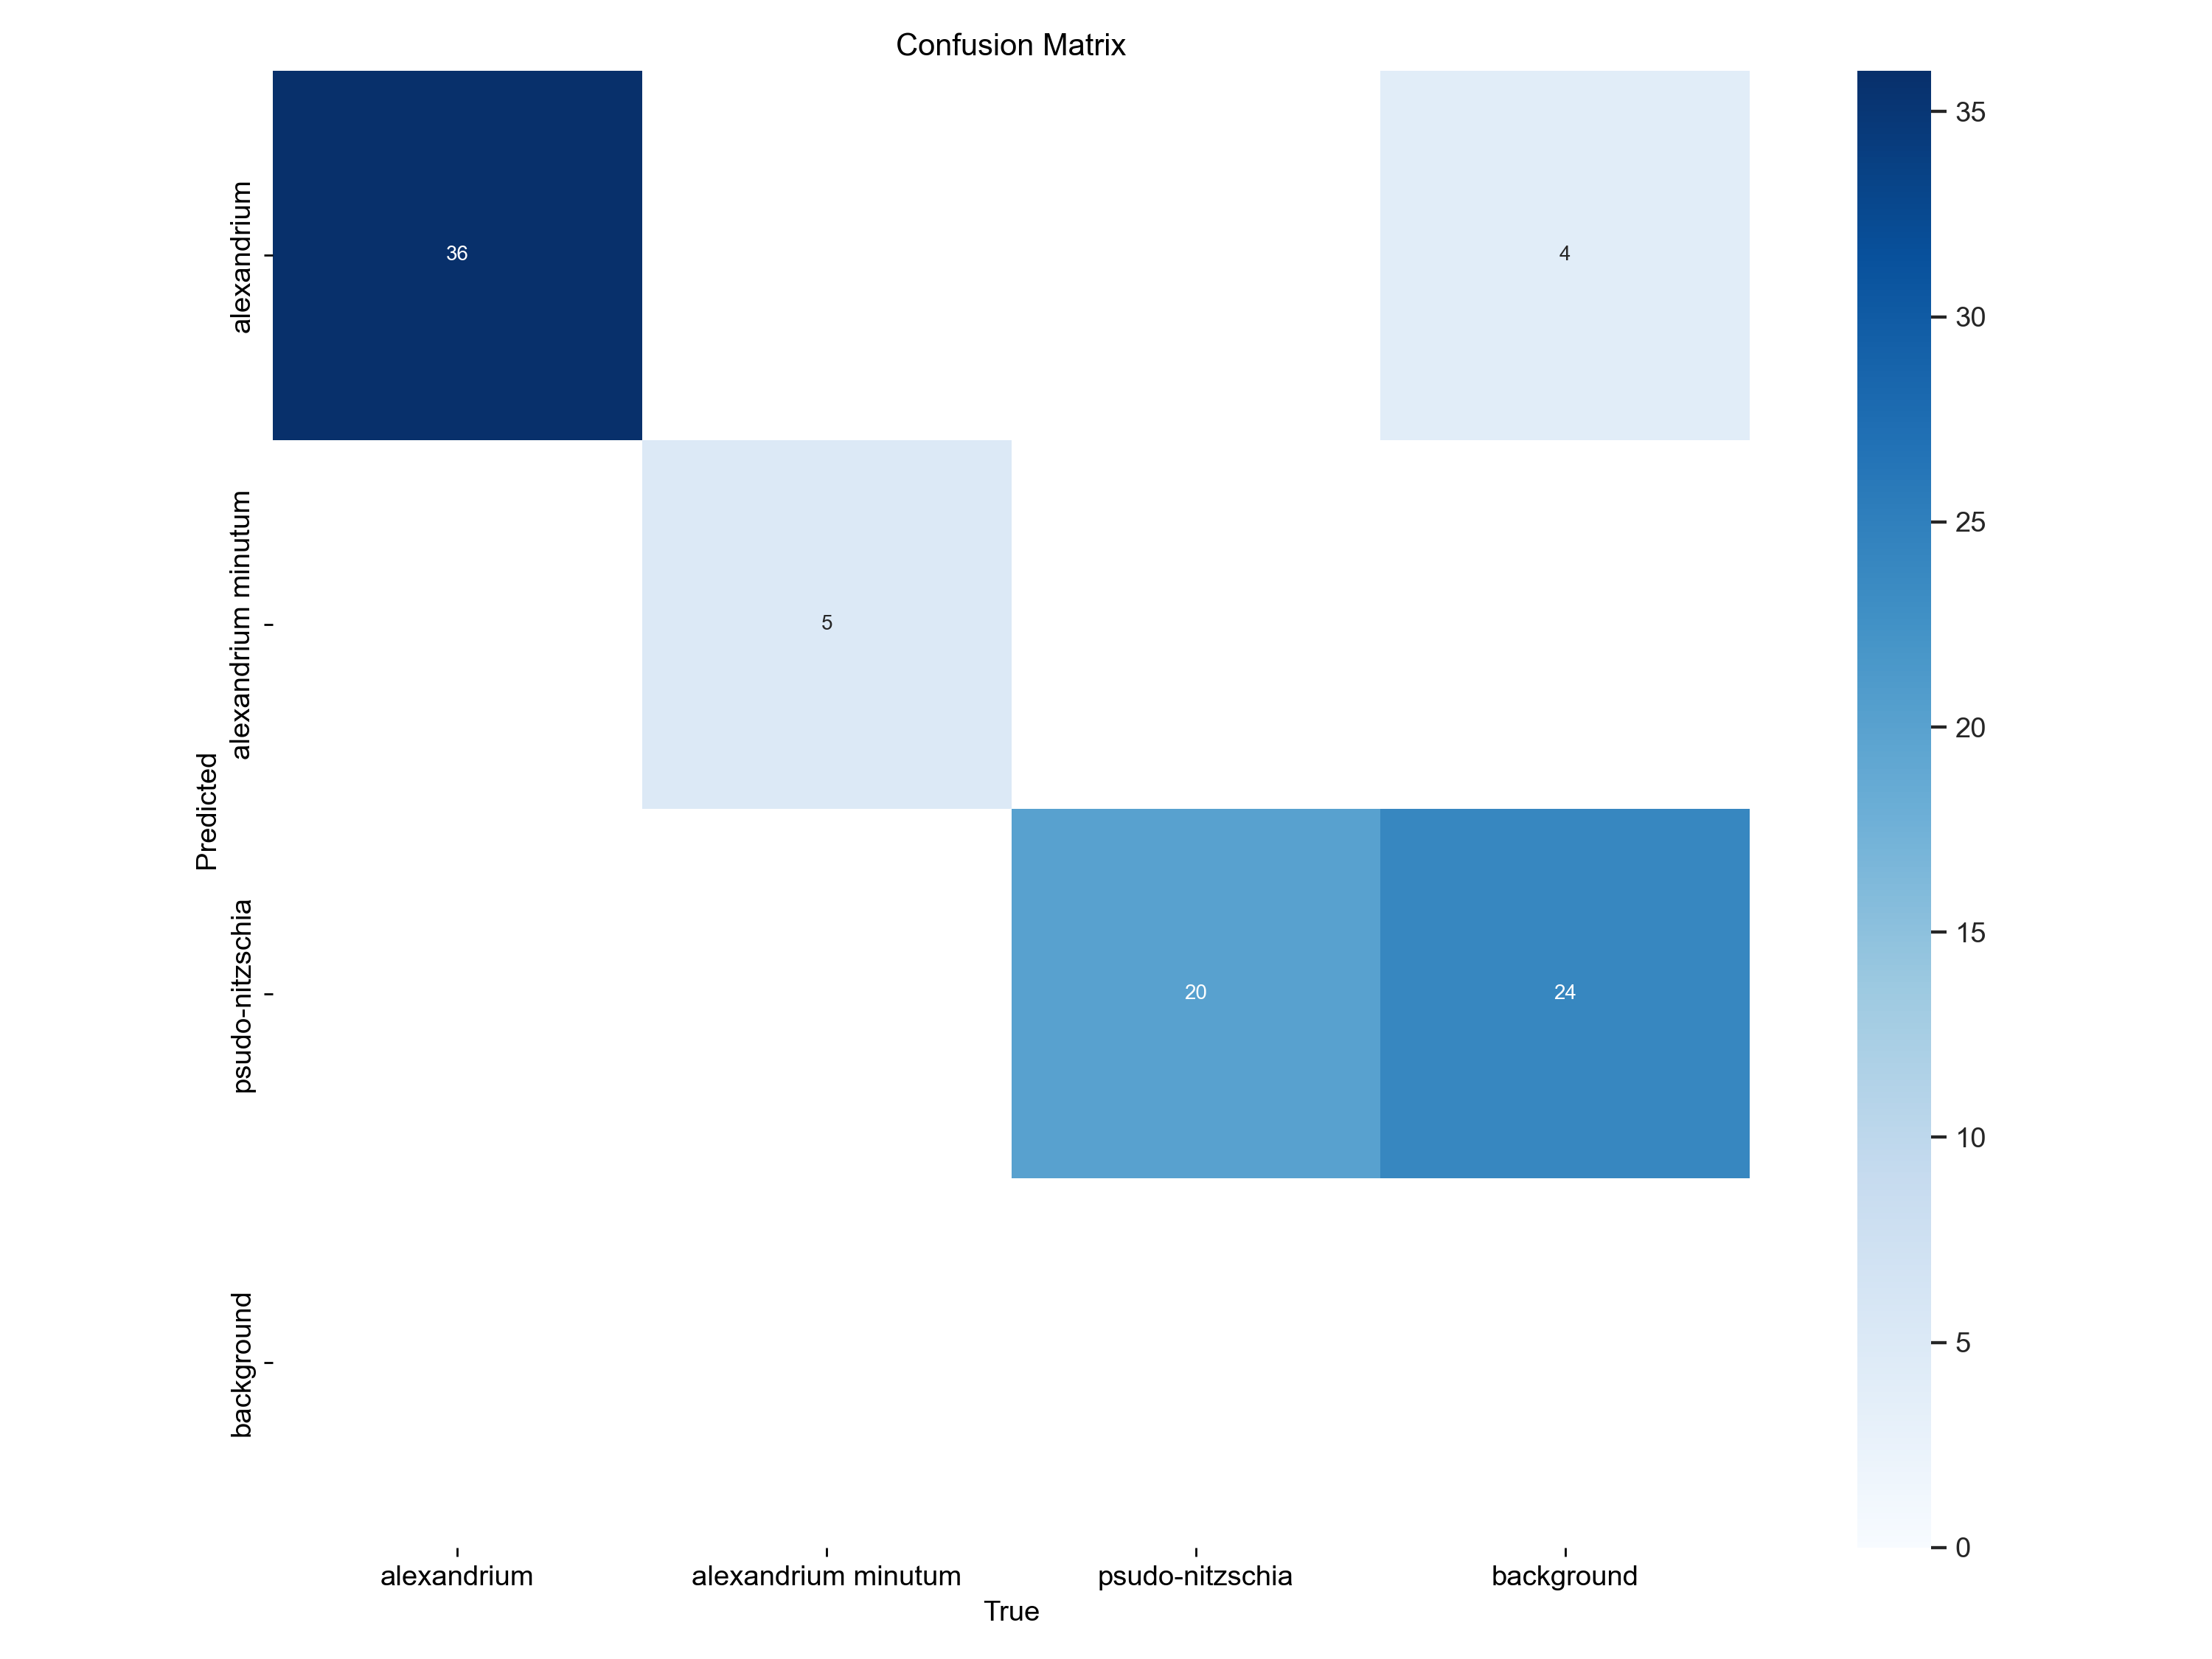 Confusion Matrix
alexandrium
36
4
35
30
alexandrium minutum
5
25
20
Predicted
psudo-nitzschia
20
24
15
10
background
5
0
alexandrium
alexandrium minutum
psudo-nitzschia
background
True